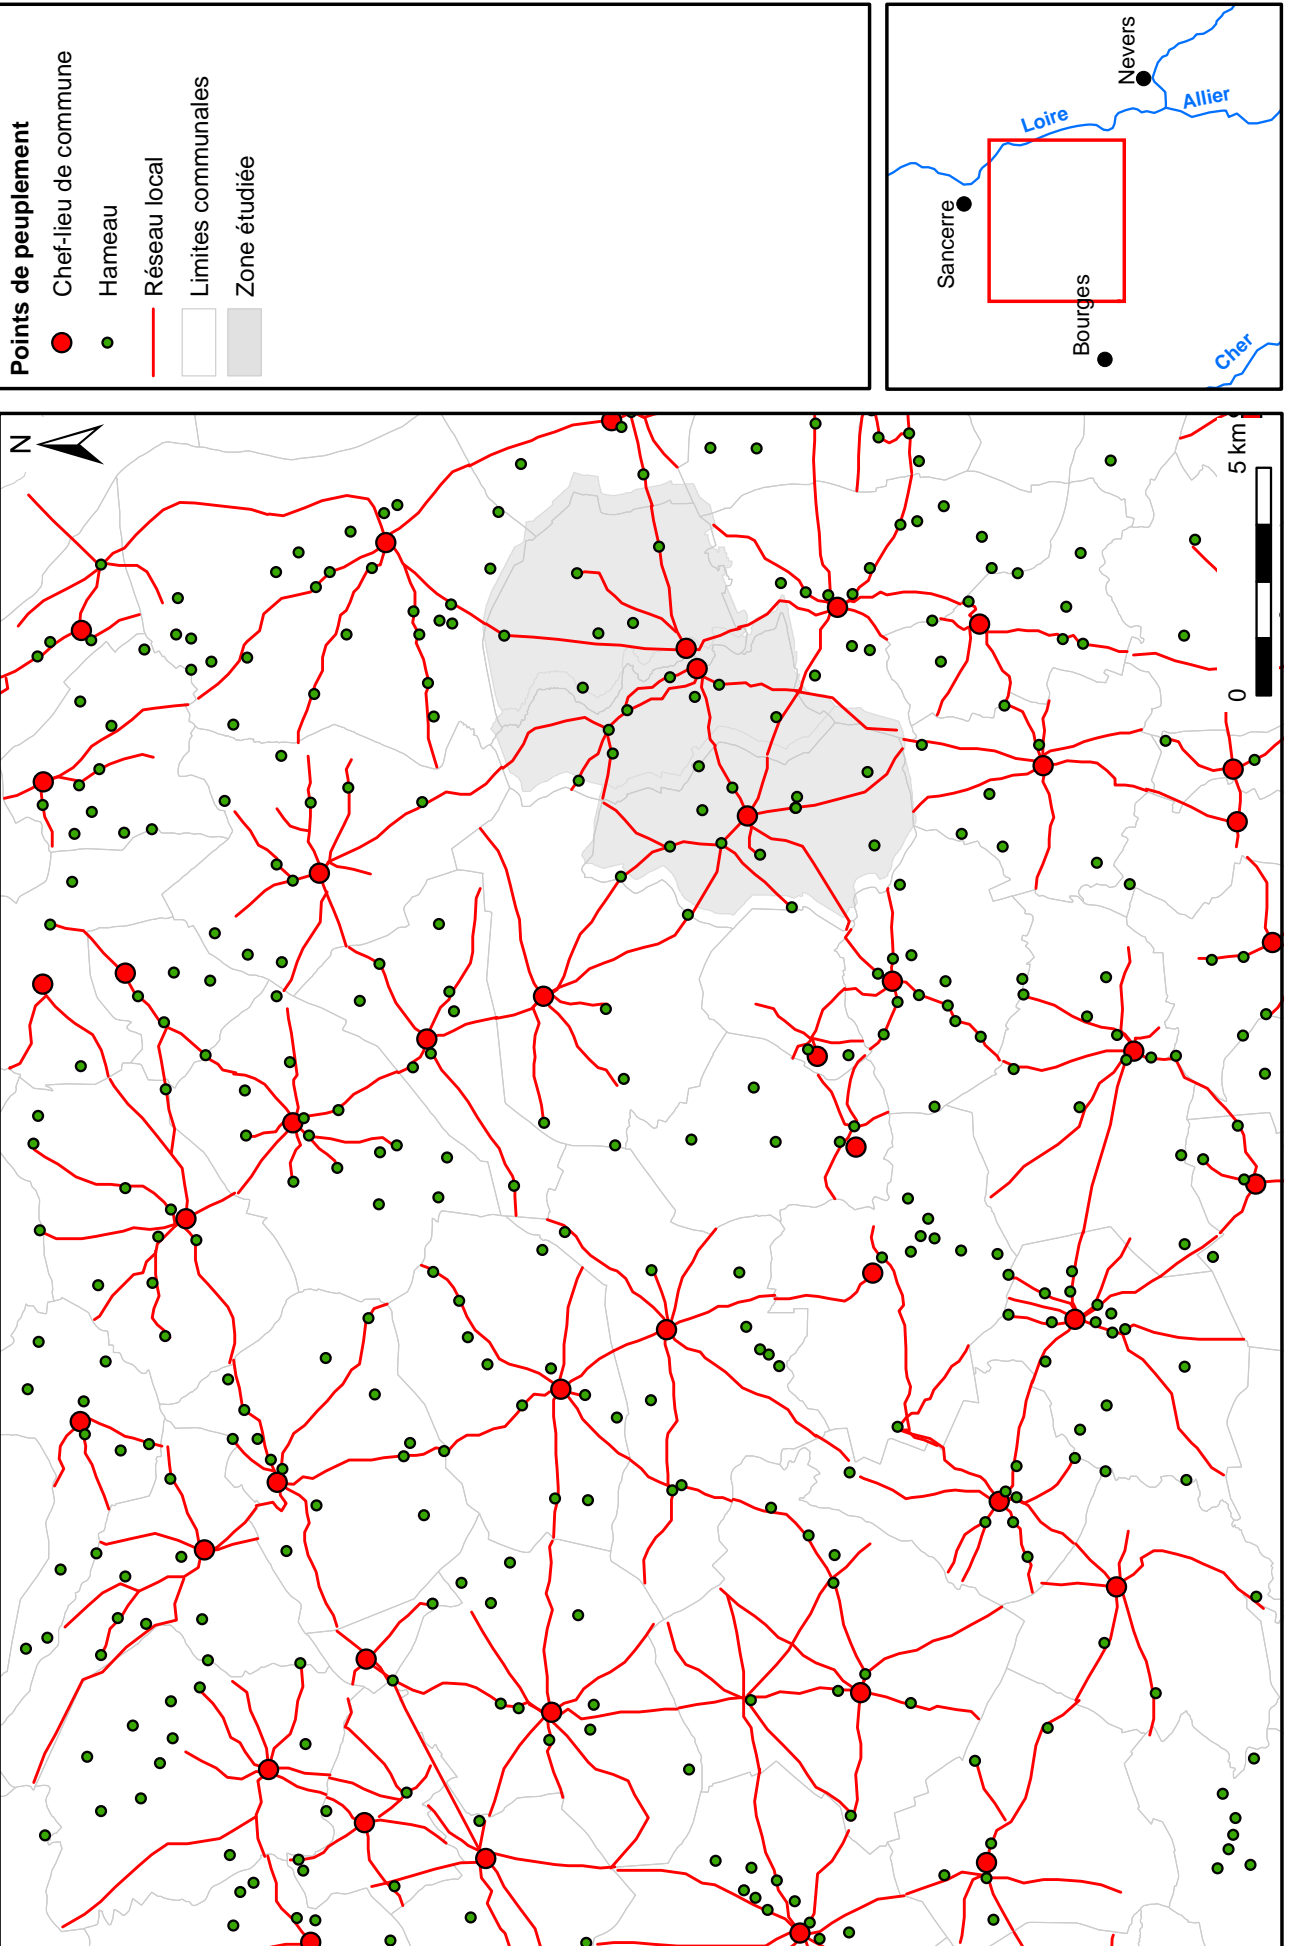 Points de peuplement
Chef-lieu de commune
Hameau
Réseau local
Limites communales
Zone étudiée
Sancerre
Bourges
Nevers
Loire
Allier
Cher
N
0
5 km